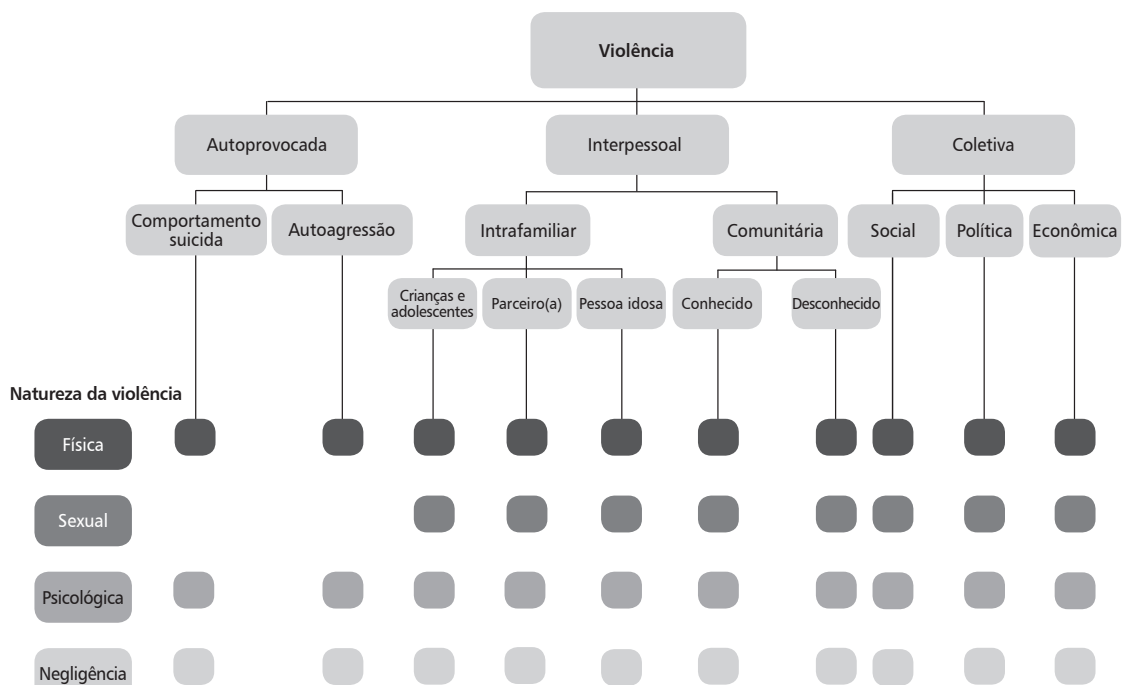 Violência
Autoprovocada
Interpessoal
Coletiva
Comportamento
suicida
Autoagressão
Intrafamiliar
Comunitária
Social
Política
Econômica
Crianças e
adolescentes
Parceiro(a)
Pessoa idosa
Conhecido
Desconhecido
Natureza da violência
Física
Sexual
Psicológica
Negligência